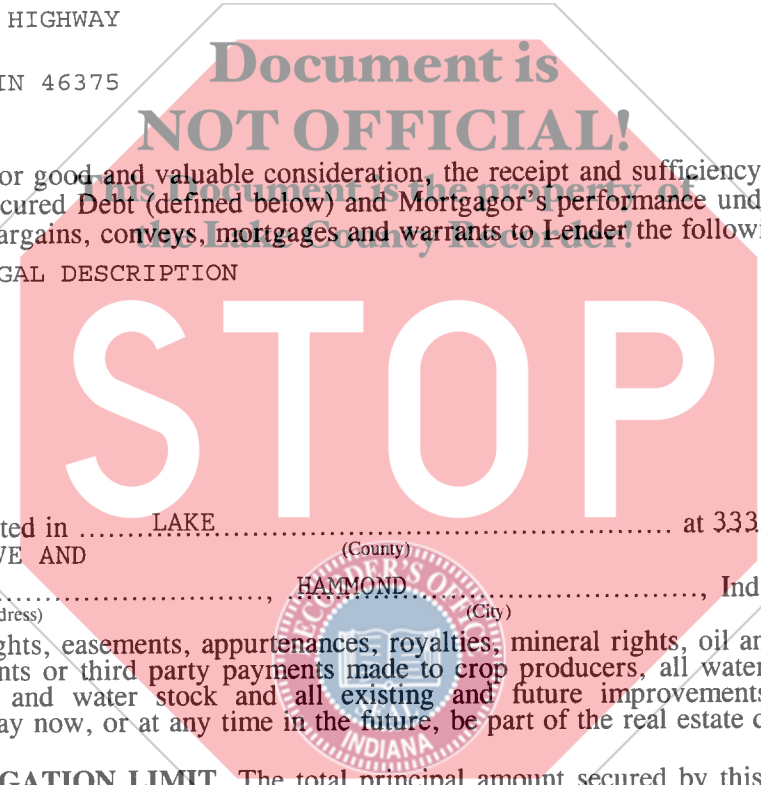 HIGHWAY
Document is
IN 46375
NOT OFFICIAL!
or good and valuable consideration, the receipt and sufficiency
This Document is the property of
cured Debt (defined below) and Mortgagor's performance und
the Lake County Recorder!
argains, conveys, mortgages and warrants to Lender the followi
GAL DESCRIPTION
STOP
ted in ........LAKE.................................................... at 333
VE AND
(County)
..................................., .HAMMOND................................, Ind
dress)
(City)
ghts, easements, appurtenances, royalties, mineral rights, oil an
nts or third party payments made to crop producers, all water
and water stock and all existing and future improvements
ay now, or at any time in the future, be part of the real estate d
RECORDER'S OFFICE
SEAL
INDIANA
GATION LIMIT. The total principal amount secured by this